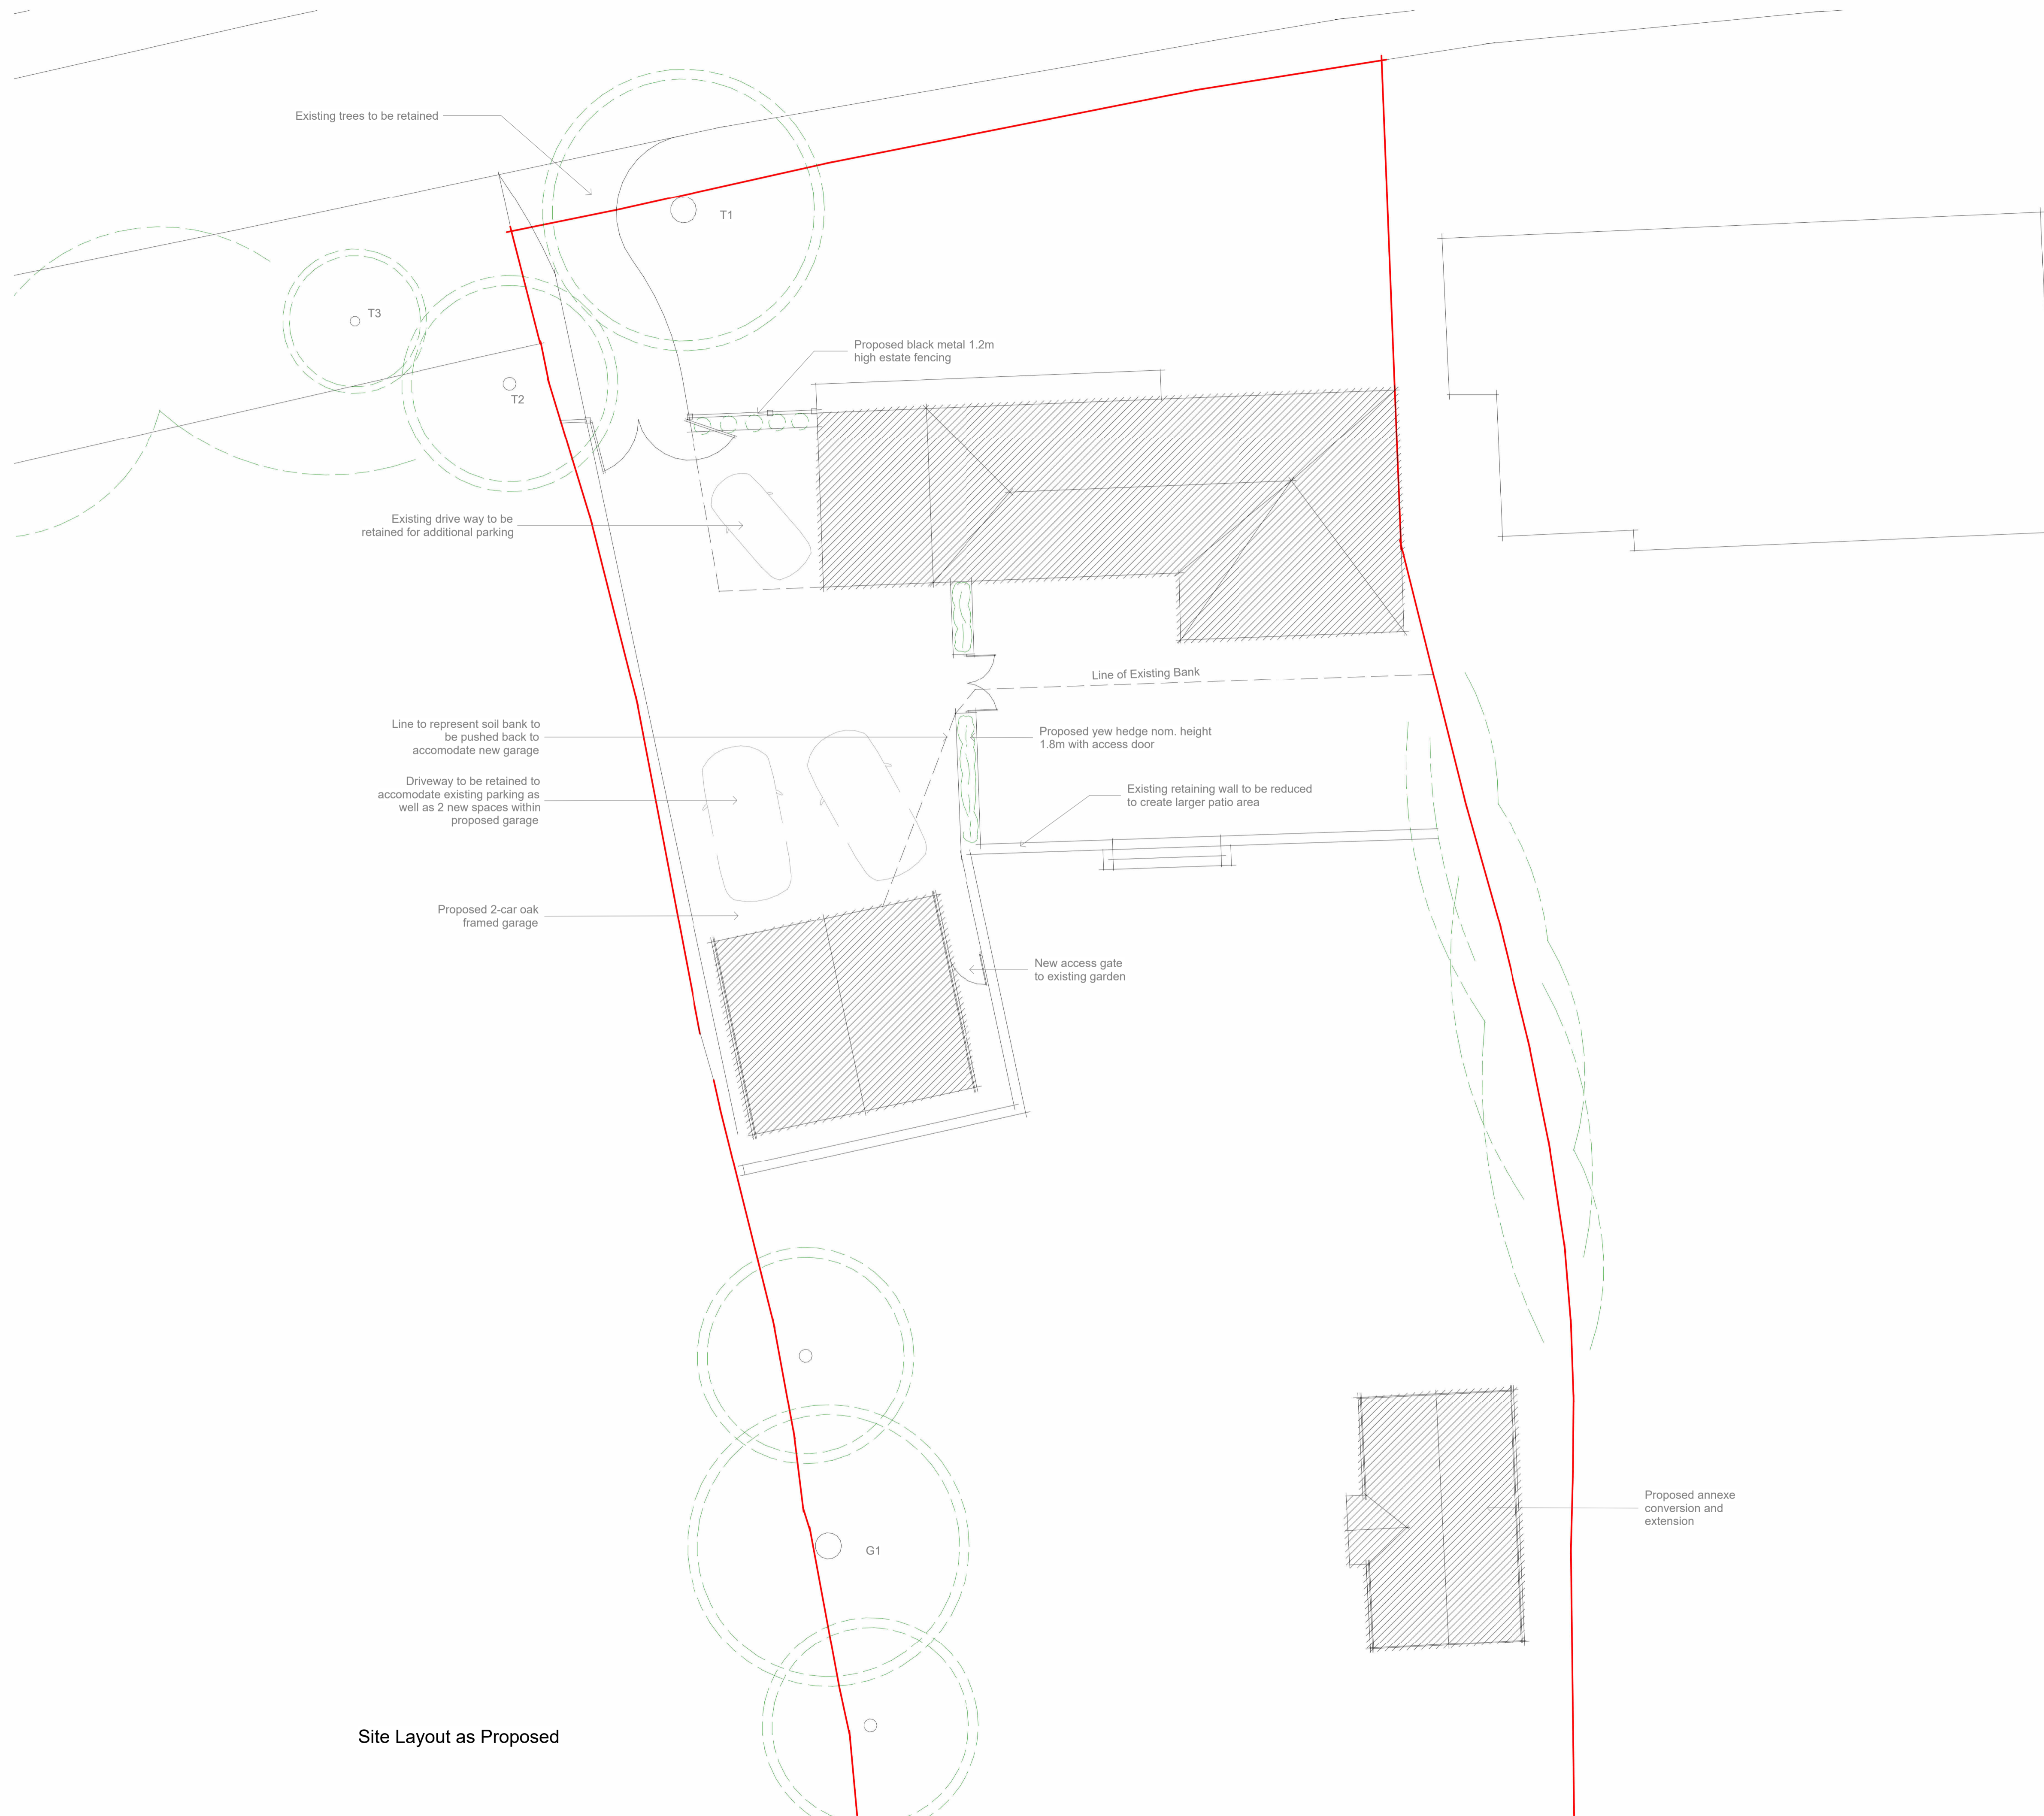 Existing trees to be retained
T1
T3
T2
Proposed black metal 1.2m
high estate fencing
Existing drive way to be
retained for additional parking
Line of Existing Bank
Line to represent soil bank to
be pushed back to
accomodate new garage
Proposed yew hedge nom. height
1.8m with access door
Driveway to be retained to
accomodate existing parking as
well as 2 new spaces within
proposed garage
Existing retaining wall to be reduced
to create larger patio area
Proposed 2-car oak
framed garage
New access gate
to existing garden
Proposed annexe
conversion and
extension
G1
Site Layout as Proposed